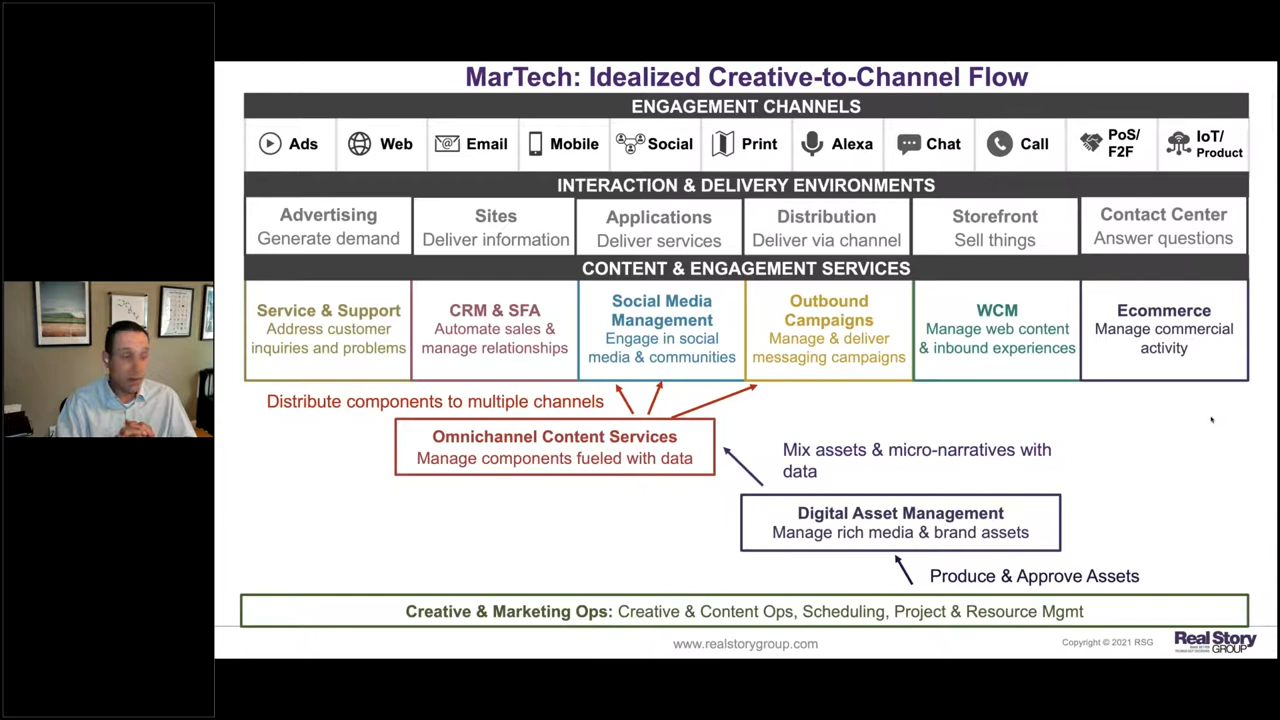 MarTech: Idealized Creative-to-Channel Flow
ENGAGEMENT CHANNELS
Ads
Web
Email
Mobile
Social
Print
Alexa
Chat
Call
PoS/
F2F
IoT/
Product
INTERACTION & DELIVERY ENVIRONMENTS
Advertising
Generate demand
Sites
Deliver information
Applications
Deliver services
Distribution
Deliver via channel
Storefront
Sell things
Contact Center
Answer questions
CONTENT & ENGAGEMENT SERVICES
Service & Support
Address customer
inquiries and problems
CRM & SFA
Automate sales &
manage relationships
Social Media
Management
Engage in social
media & communities
Outbound
Campaigns
Manage & deliver
messaging campaigns
WCM
Manage web content
& inbound experiences
Ecommerce
Manage commercial
activity
Distribute components to multiple channels
Omnichannel Content Services
Manage components fueled with data
Mix assets & micro-narratives with
data
Digital Asset Management
Manage rich media & brand assets
Produce & Approve Assets
Creative & Marketing Ops: Creative & Content Ops, Scheduling, Project & Resource Mgmt
www.realstorygroup.com
Copyright © 2021 RSG
Real Story
GROUP